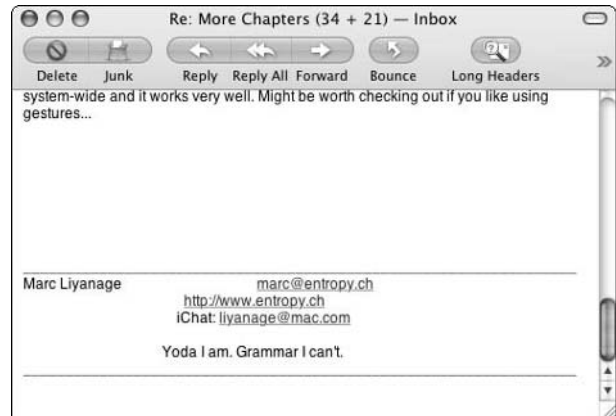 Re: More Chapters (34 + 21) — Inbox
Delete Junk Reply Reply All Forward Bounce Long Headers
system-wide and it works very well. Might be worth checking out if you like using
gestures...
Marc Liyanage marc@entropy.ch
http://www.entropy.ch
iChat: liyanage@mac.com
Yoda I am. Grammar I can't.